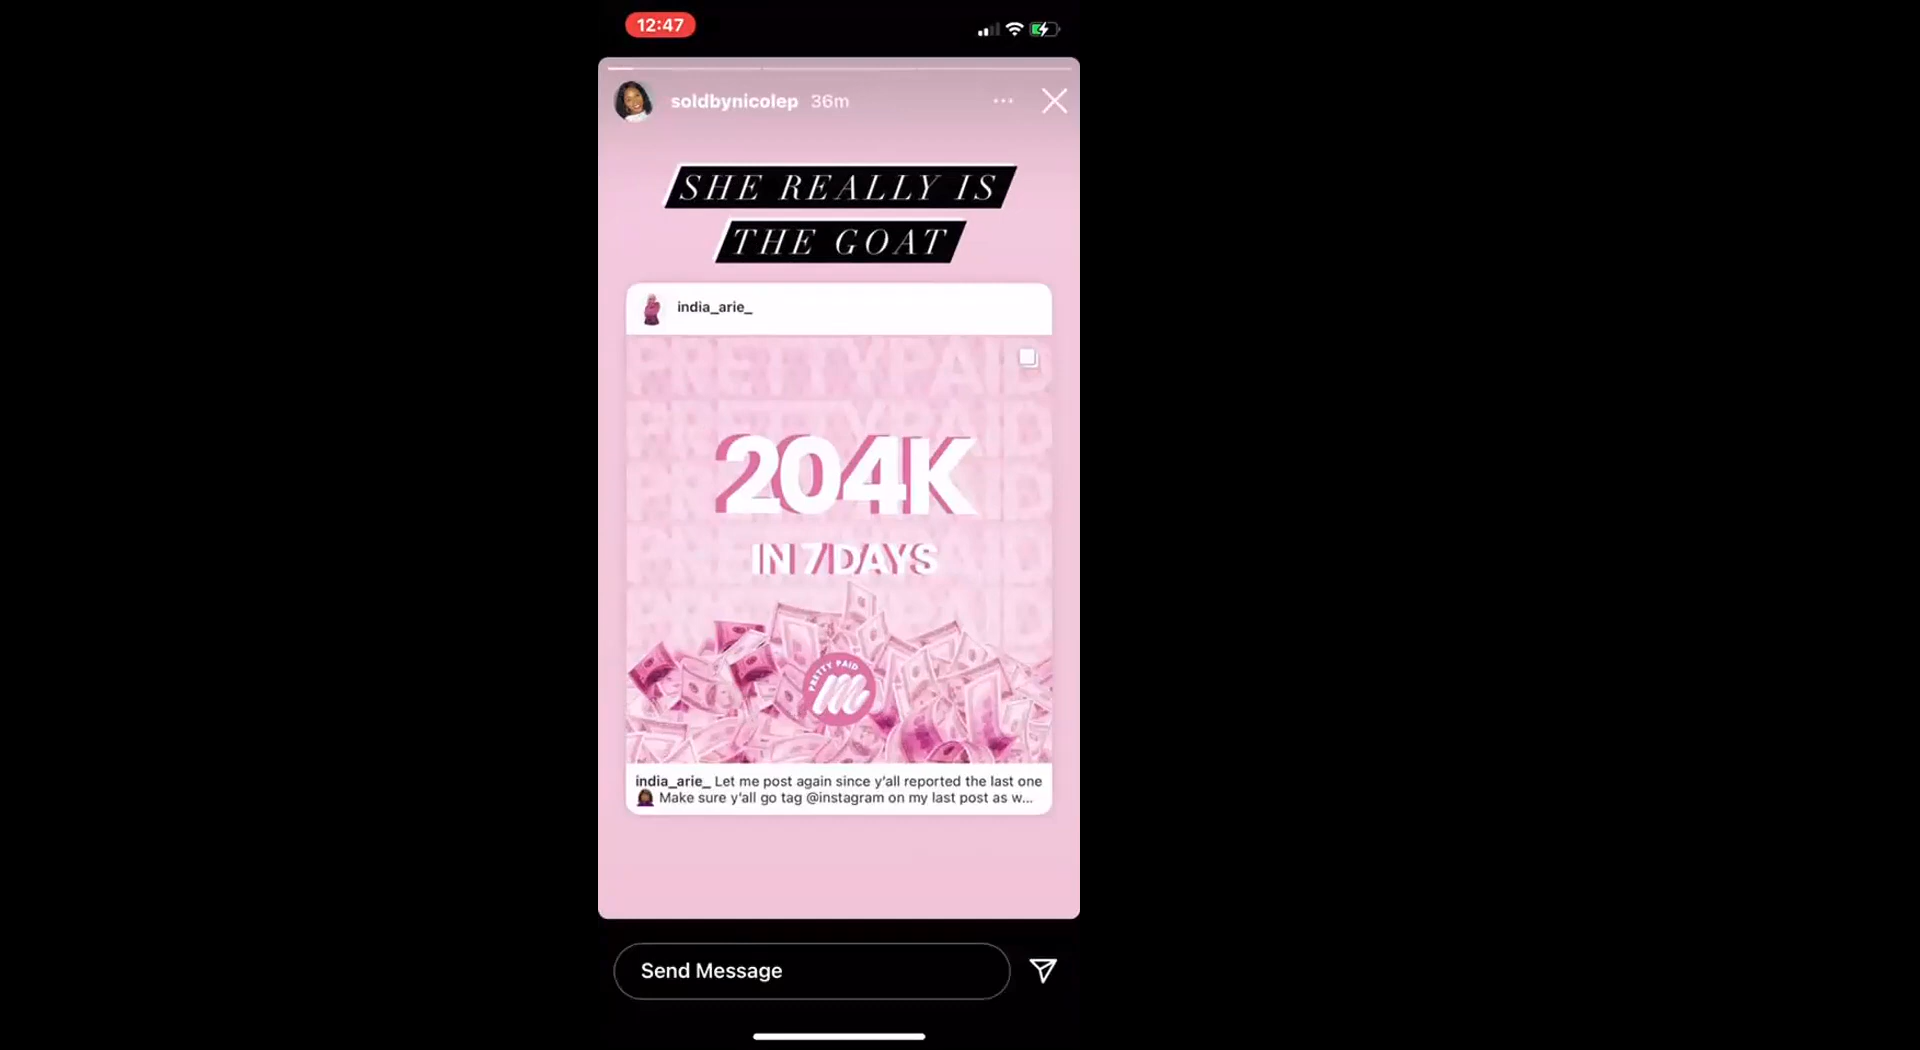 12:47
soldbynicolep 36m
SHE REALLY IS
THE GOAT
india_arie_
PRETTYPAID
PRETTYPAID
204K
IN 7 DAYS
PRETTY PAID
india_arie_ Let me post again since y'all reported the last one
🙇🏾‍♀️ Make sure y'all go tag @instagram on my last post as w...
Send Message